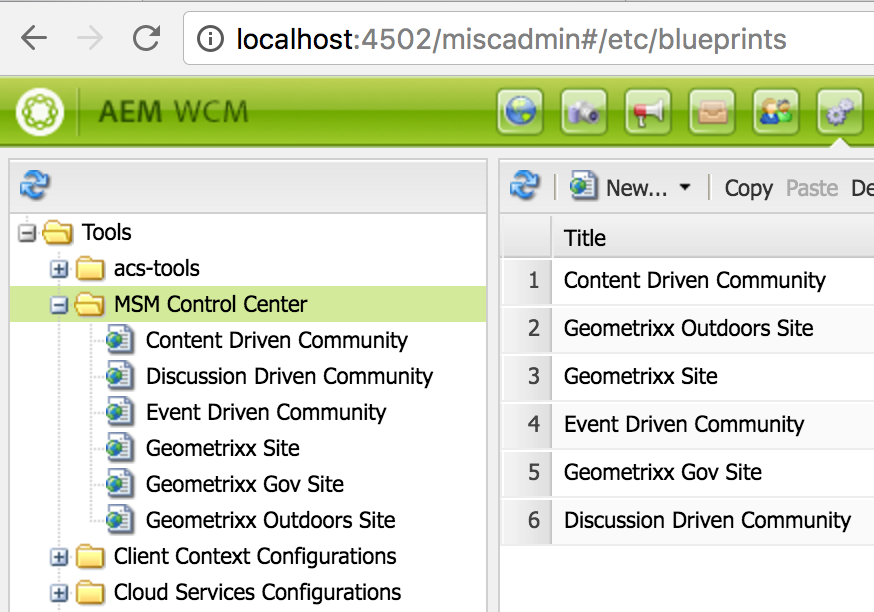 localhost:4502/miscadmin#/etc/blueprints
AEM WCM
New... Copy Paste De
Tools
acs-tools
MSM Control Center
Content Driven Community
Discussion Driven Community
Event Driven Community
Geometrixx Site
Geometrixx Gov Site
Geometrixx Outdoors Site
Client Context Configurations
Cloud Services Configurations
Title
1 Content Driven Community
2 Geometrixx Outdoors Site
3 Geometrixx Site
4 Event Driven Community
5 Geometrixx Gov Site
6 Discussion Driven Community